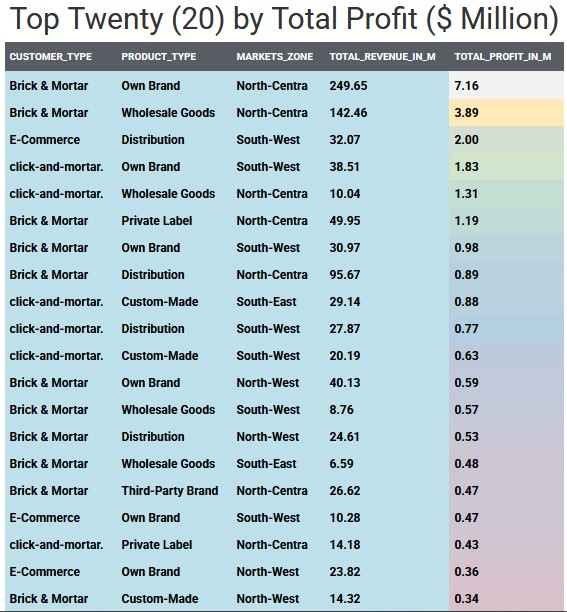 Top Twenty (20) by Total Profit ($ Million)
CUSTOMER_TYPE PRODUCT_TYPE MARKETS_ZONE TOTAL_REVENUE_IN_M TOTAL_PROFIT_IN_M
Brick & Mortar Own Brand North-Centra 249.65 7.16
Brick & Mortar Wholesale Goods North-Centra 142.46 3.89
E-Commerce Distribution South-West 32.07 2.00
click-and-mortar. Own Brand South-West 38.51 1.83
click-and-mortar. Wholesale Goods North-Centra 10.04 1.31
Brick & Mortar Private Label North-Centra 49.95 1.19
Brick & Mortar Own Brand South-West 30.97 0.98
Brick & Mortar Distribution North-Centra 95.67 0.89
click-and-mortar. Custom-Made South-East 29.14 0.88
click-and-mortar. Distribution South-West 27.87 0.77
click-and-mortar. Custom-Made South-West 20.19 0.63
Brick & Mortar Own Brand North-West 40.13 0.59
Brick & Mortar Wholesale Goods South-West 8.76 0.57
Brick & Mortar Distribution North-West 24.61 0.53
Brick & Mortar Wholesale Goods South-East 6.59 0.48
Brick & Mortar Third-Party Brand North-Centra 26.62 0.47
E-Commerce Own Brand South-West 10.28 0.47
click-and-mortar. Private Label North-Centra 14.18 0.43
E-Commerce Own Brand North-West 23.82 0.36
Brick & Mortar Custom-Made North-West 14.32 0.34